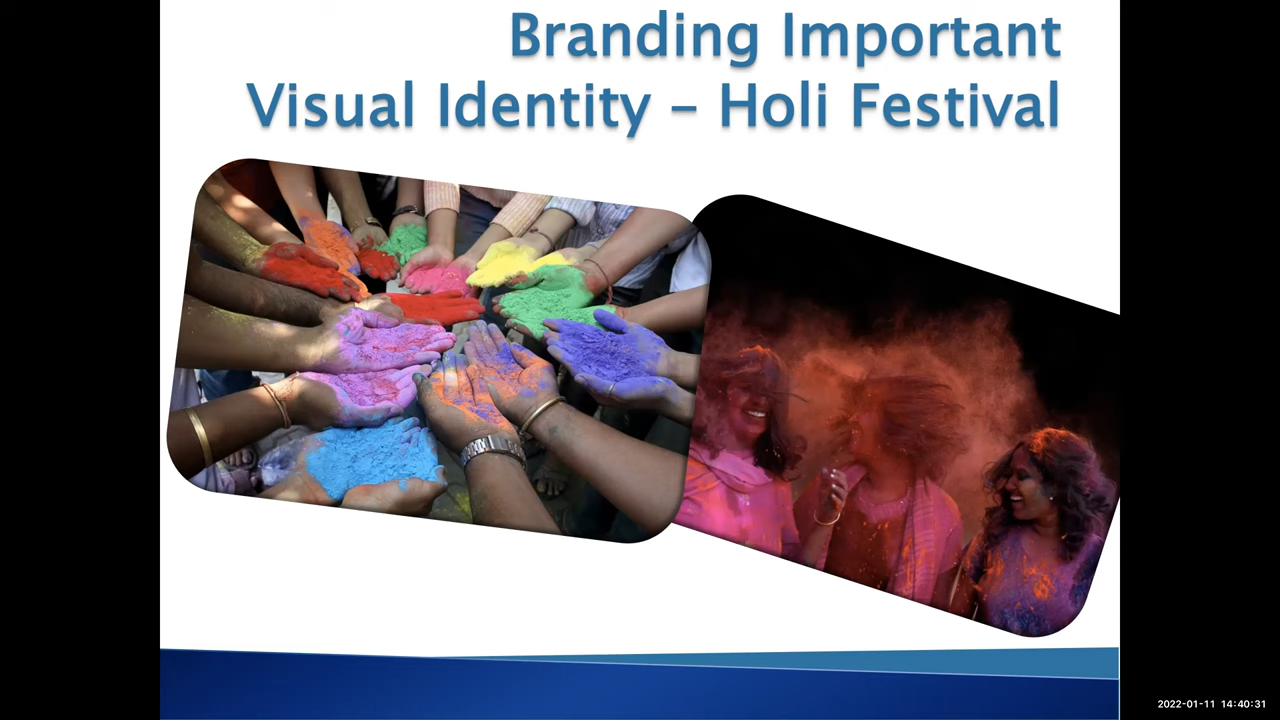 Branding Important
Visual Identity – Holi Festival
2022-01-11 14:40:31